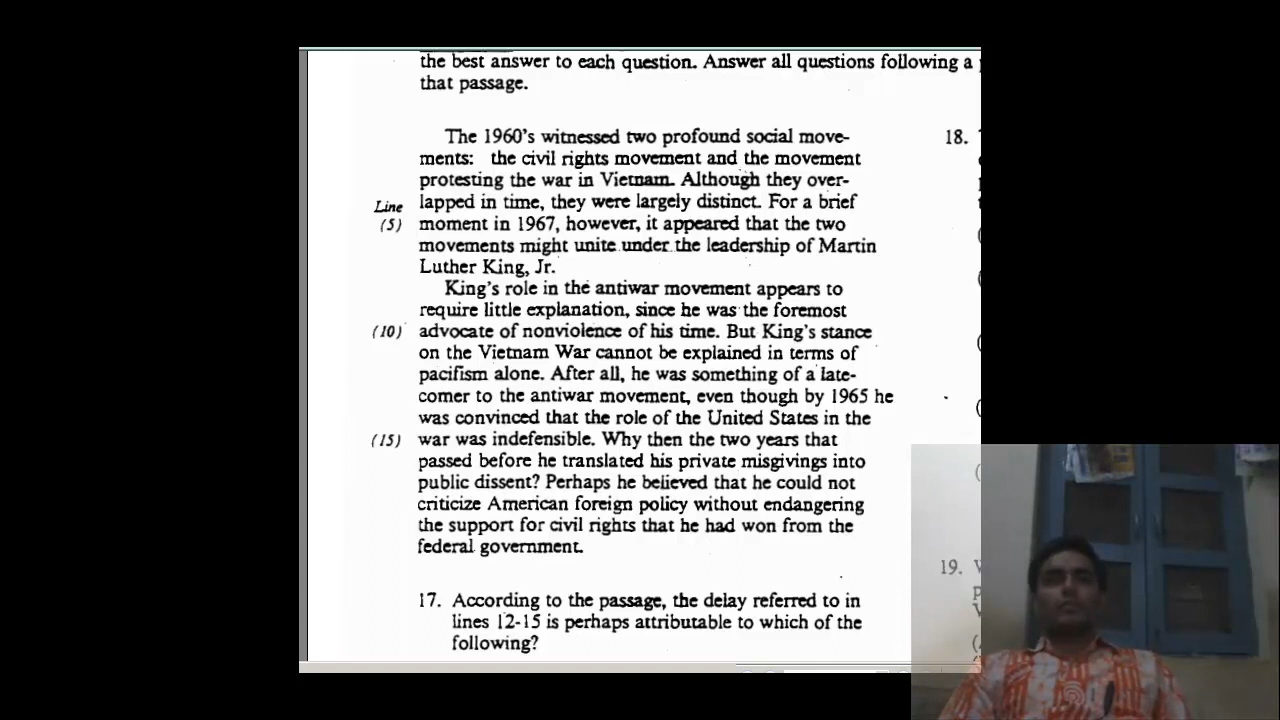 the best answer to each question. Answer all questions following a
that passage.
The 1960's witnessed two profound social move-
ments: the civil rights movement and the movement
protesting the war in Vietnam. Although they over-
lapped in time, they were largely distinct. For a brief
Line
(5) moment in 1967, however, it appeared that the two
movements might unite under the leadership of Martin
Luther King, Jr.
King's role in the antiwar movement appears to
require little explanation, since he was the foremost
(10) advocate of nonviolence of his time. But King's stance
on the Vietnam War cannot be explained in terms of
pacifism alone. After all, he was something of a late-
comer to the antiwar movement, even though by 1965 he
was convinced that the role of the United States in the
(15) war was indefensible. Why then the two years that
passed before he translated his private misgivings into
public dissent? Perhaps he believed that he could not
criticize American foreign policy without endangering
the support for civil rights that he had won from the
federal government.
17. According to the passage, the delay referred to in
lines 12-15 is perhaps attributable to which of the
following?
18.
19.